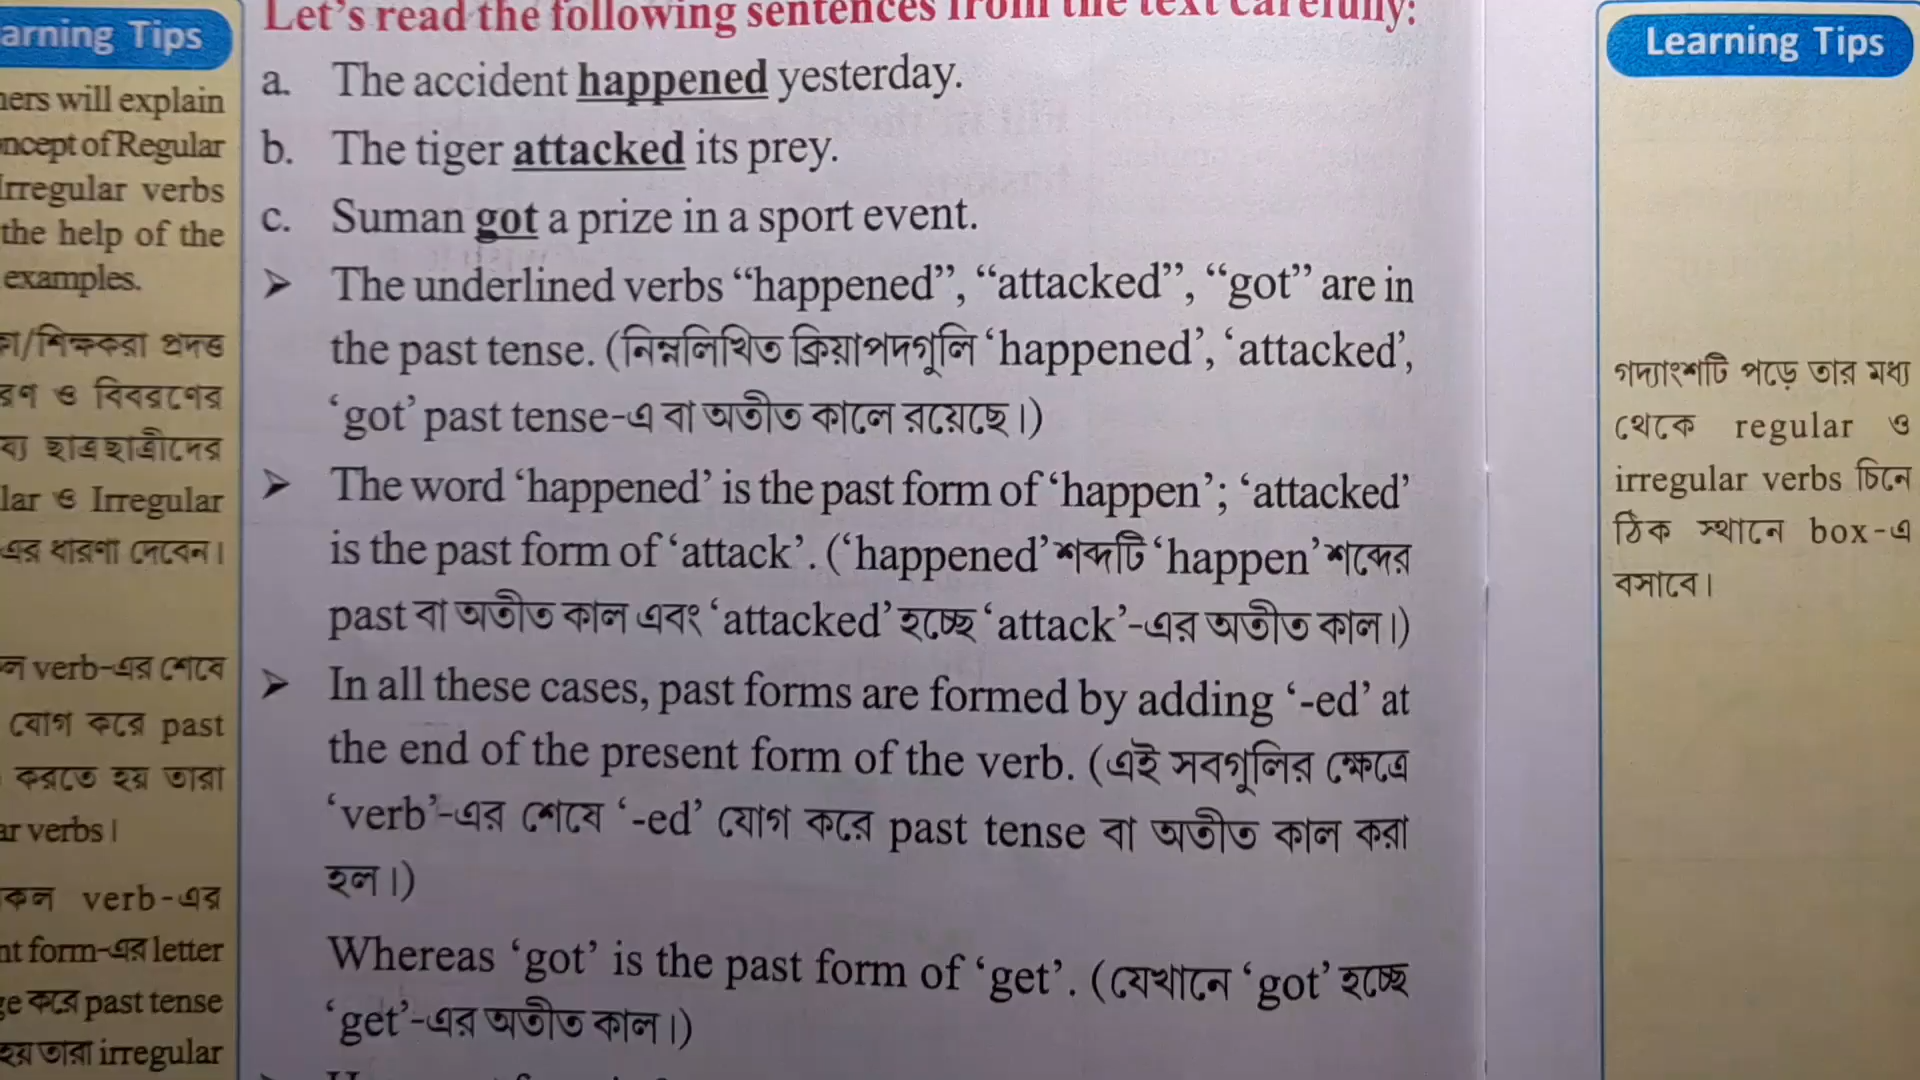 arning Tips
will explain
of Regular
Irregular verbs
the help of the
examples.
/শিক্ষকরা প্রদত্ত
ও বিবরণের
ছাত্রছাত্রীদের
ও Irregular
এর ধারণা দেবেন।
verb-এর শেষে
যোগ করে past
করতে হয় তারা
verbs।
verb-এর
form-এর letter
করে past tense
হয় তারা irregular
Let's read the following sentences from the text carefully:
a. The accident happened yesterday.
b. The tiger attacked its prey.
c. Suman got a prize in a sport event.
➤ The underlined verbs “happened”, “attacked”, “got” are in
the past tense. (নিম্নলিখিত ক্রিয়াপদগুলি ‘happened’, ‘attacked’,
‘got’ past tense-এ বা অতীত কালে রয়েছে।)
➤ The word ‘happened’ is the past form of ‘happen’; ‘attacked’
is the past form of ‘attack’. (‘happened’ শব্দটি ‘happen’ শব্দের
past বা অতীত কাল এবং ‘attacked’ হচ্ছে ‘attack’-এর অতীত কাল।)
➤ In all these cases, past forms are formed by adding ‘-ed’ at
the end of the present form of the verb. (এই সবগুলির ক্ষেত্রে
‘verb’-এর শেষে ‘-ed’ যোগ করে past tense বা অতীত কাল করা
হল।)
Whereas ‘got’ is the past form of ‘get’. (যেখানে ‘got’ হচ্ছে
‘get’-এর অতীত কাল।)
Learning Tips
গদ্যাংশটি পড়ে তার মধ্য
থেকে regular ও
irregular verbs চিনে
ঠিক স্থানে box-এ
বসাবে।